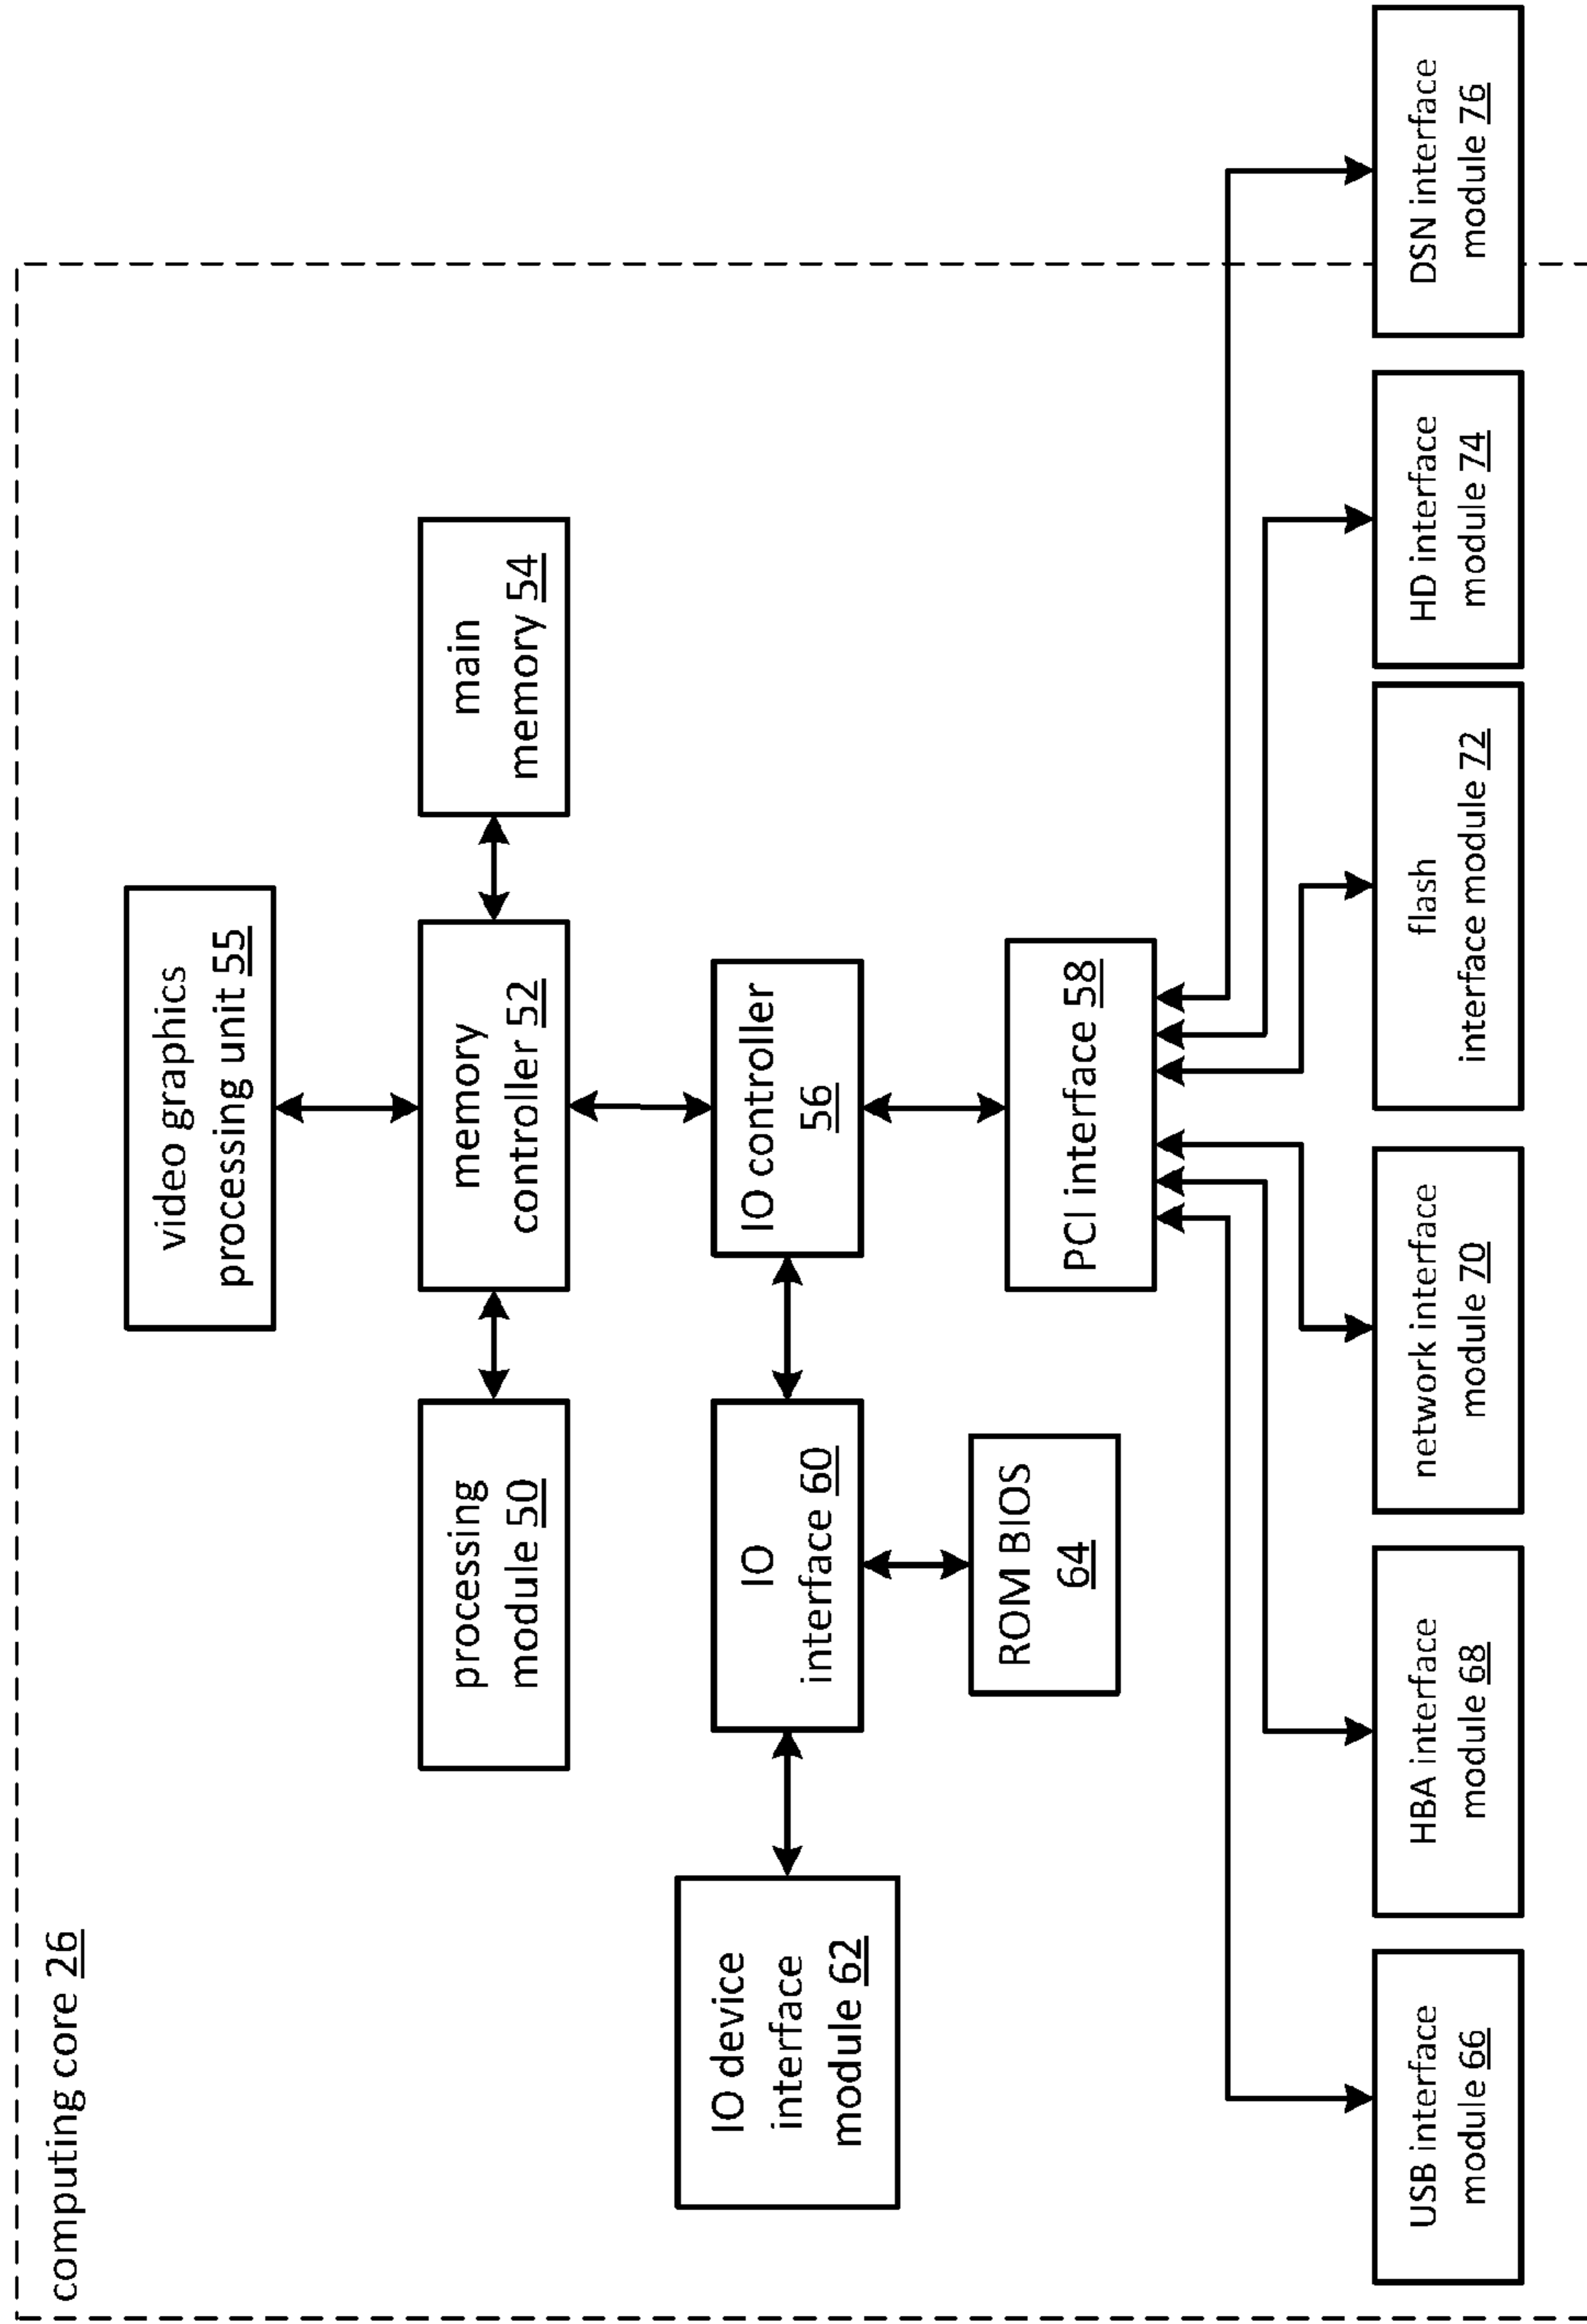 computing core 26
video graphics
processing unit 55
processing
module 50
memory
controller 52
main
memory 54
IO device
interface
module 62
IO
interface 60
IO controller
56
ROM BIOS
64
PCI interface 58
USB interface
module 66
HBA interface
module 68
network interface
module 70
flash
interface module 72
HD interface
module 74
DSN interface
module 76